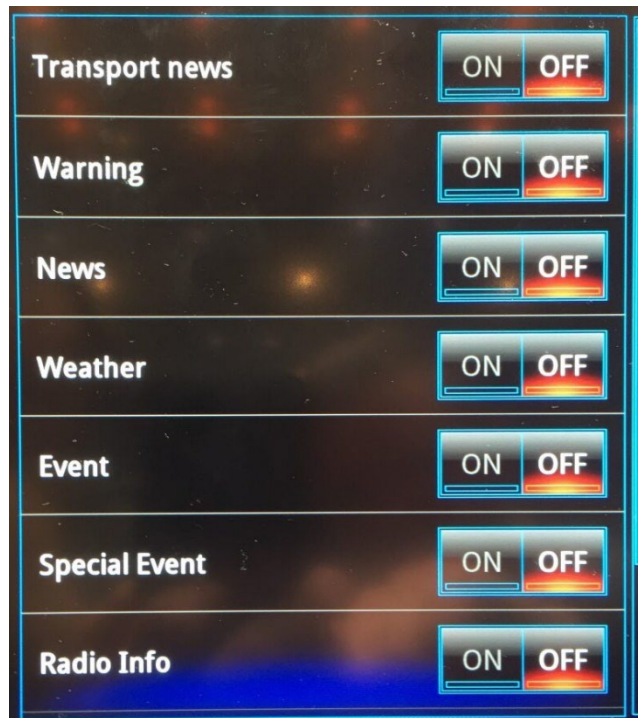 Transport news ON OFF
Warning ON OFF
News ON OFF
Weather ON OFF
Event ON OFF
Special Event ON OFF
Radio Info ON OFF